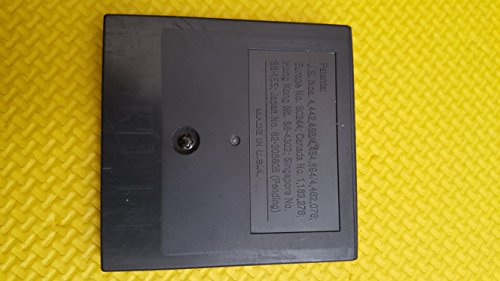 Patents:
U.S. Nos. 4,442,486/4,454,594/4,462,076;
Europe No. 80244; Canada No. 1,183,276;
Hong Kong No. 88-4302; Singapore No.
88-155; Japan No. 82-205605 (Pending)
MADE IN U.S.A.